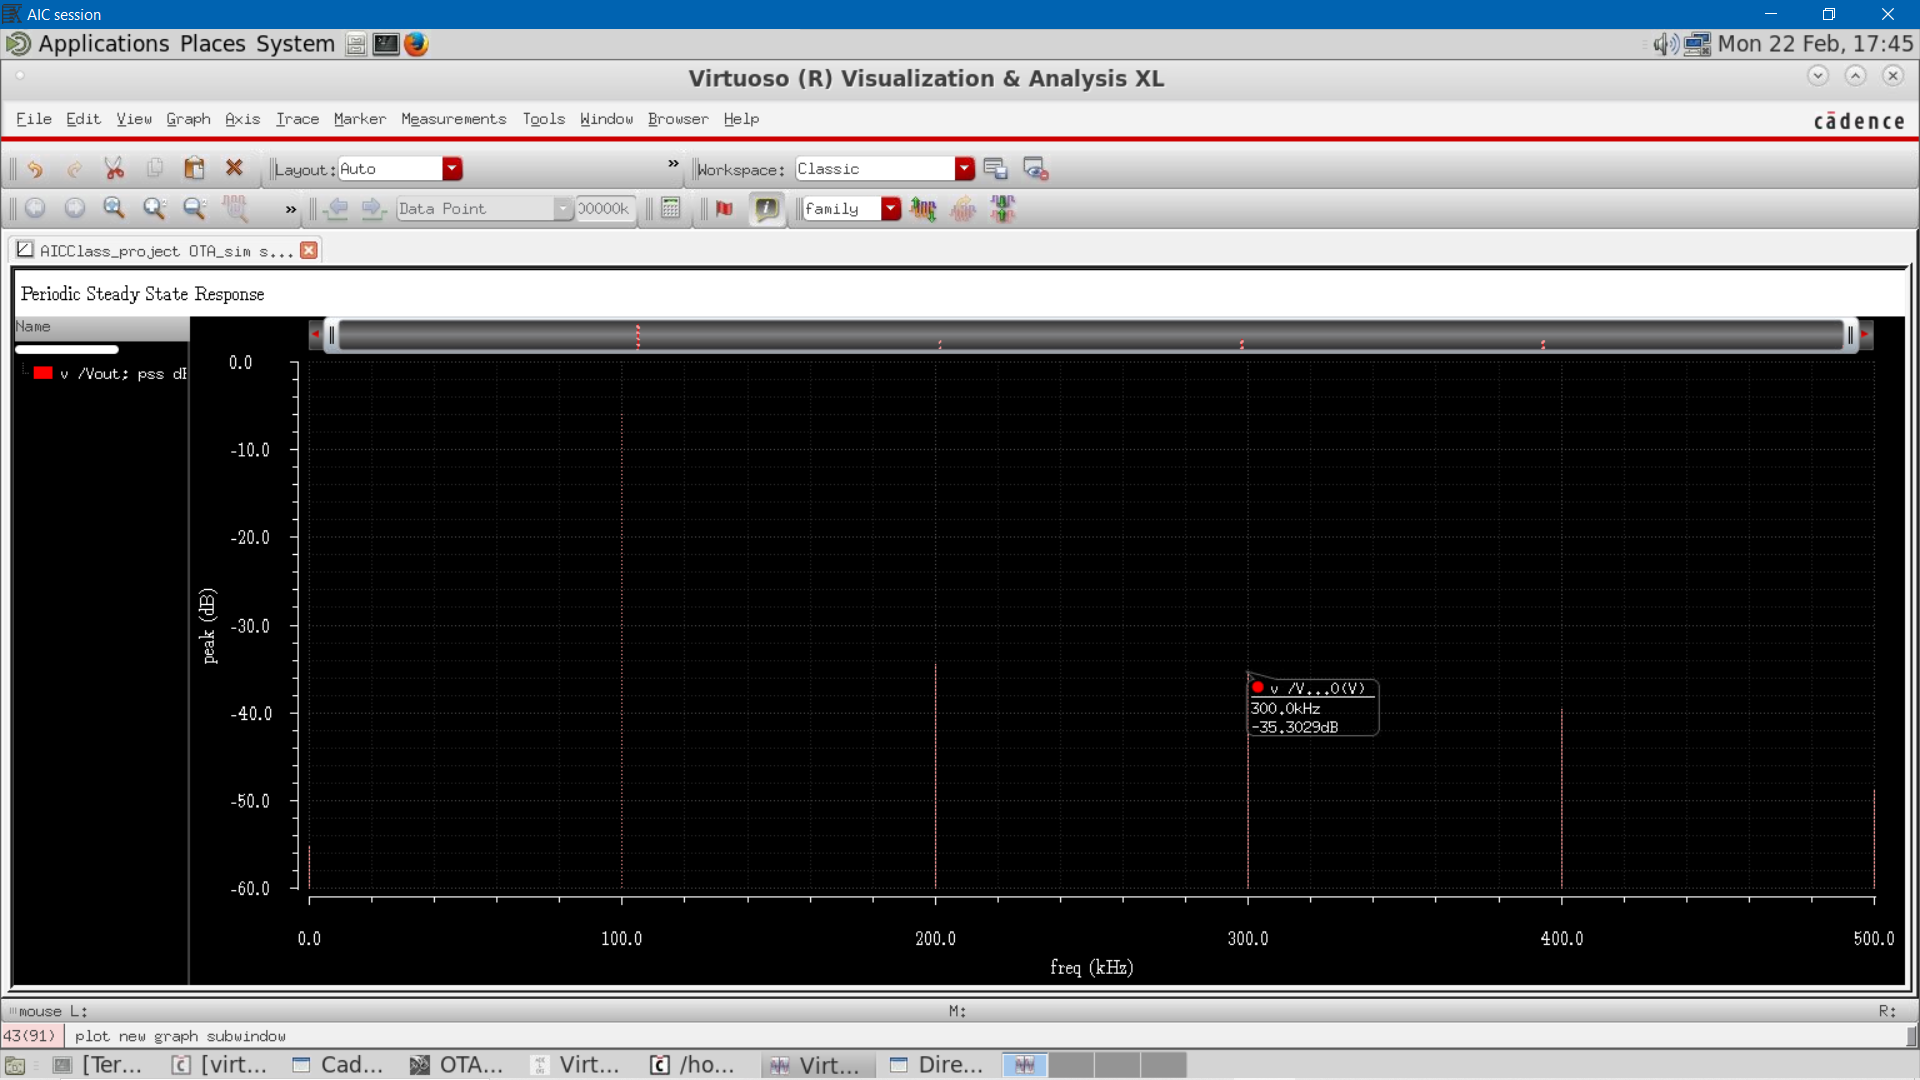 AIC session
Applications Places System
Mon 22 Feb, 17:45
Virtuoso (R) Visualization & Analysis XL
File Edit View Graph Axis Trace Marker Measurements Tools Window Browser Help
cādence
Layout: Auto
»
Workspace: Classic
»
Data Point
00000k
family
AICClass_project OTA_sim s...
Periodic Steady State Response
Name
v /Vout; pss dB
0.0
-10.0
-20.0
-30.0
-40.0
-50.0
-60.0
peak (dB)
v /V...0(V)
300.0kHz
-35.3029dB
0.0 100.0 200.0 300.0 400.0 500.0
freq (kHz)
mouse L: M: R:
43(91) plot new graph subwindow
[Ter... [virt... Cad... OTA... Virt... /ho... Virt... Dire...